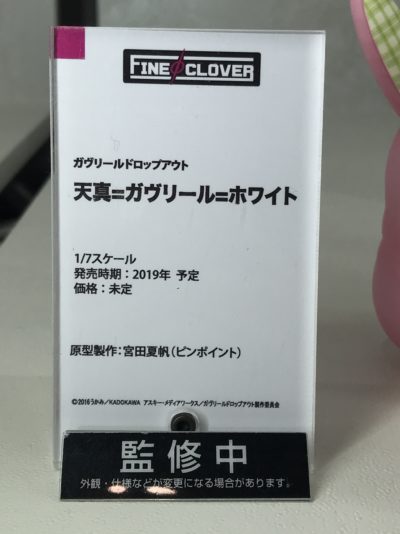 FINE CLOVER
ガヴリールドロップアウト
天真=ガヴリール=ホワイト
1/7スケール
発売時期：2019年 予定
価格：未定
原型製作：宮田夏帆（ピンポイント）
©2016うかみ/KADOKAWA アスキー・メディアワークス/ガヴリールドロップアウト製作委員会
監修中
外観・仕様などが変更になる場合があります。